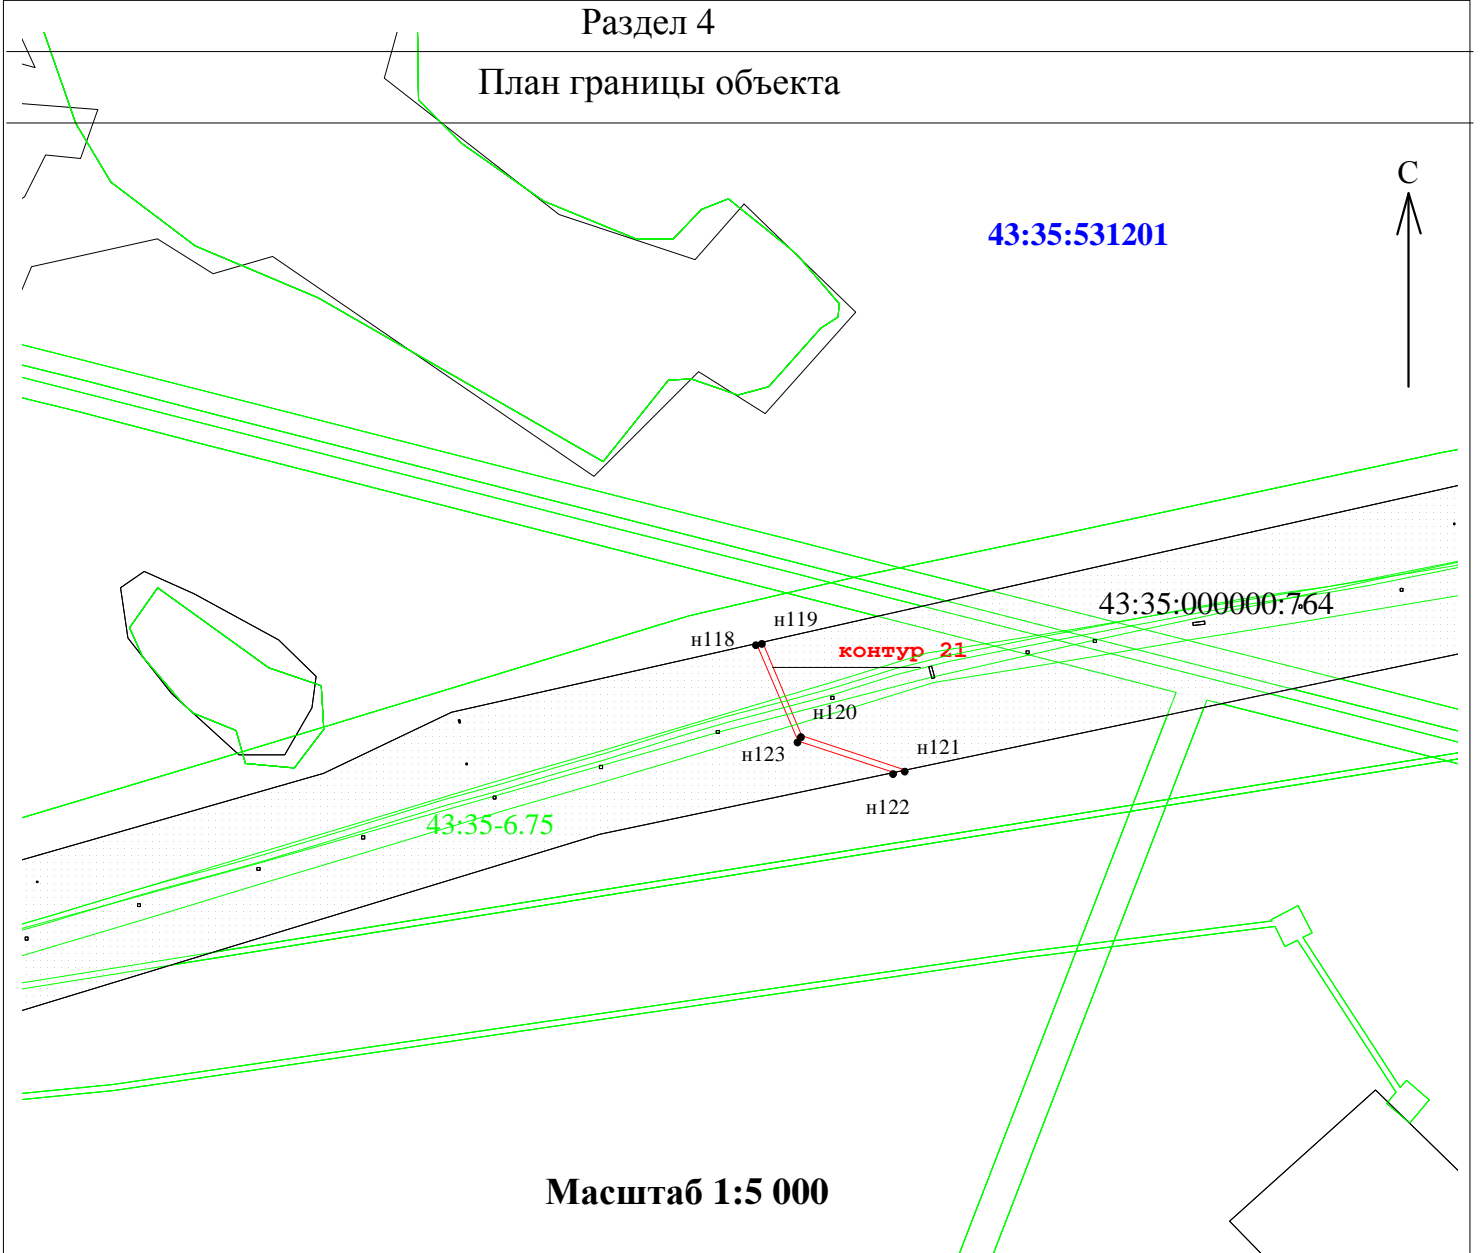 Раздел 4
План границы объекта
С
43:35:531201
43:35:000000:764
н119
н118
контур 21
н120
н121
н123
н122
43:35-6.75
Масштаб 1:5 000